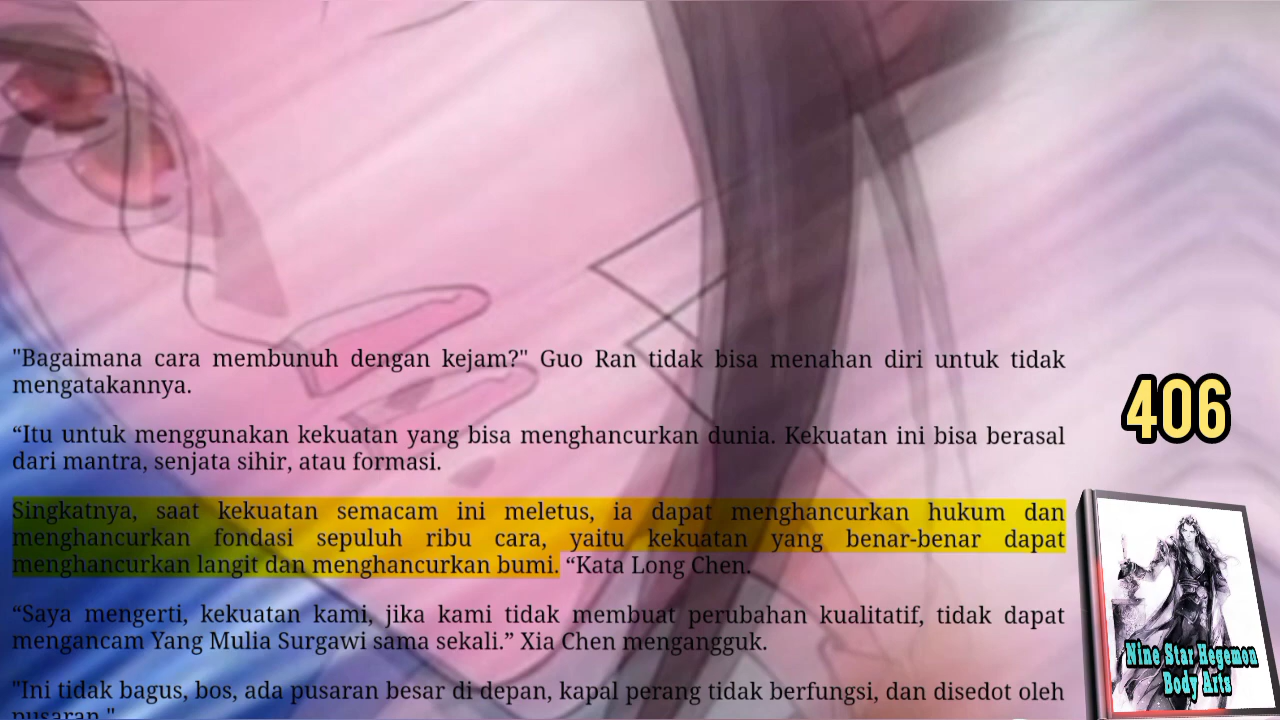 "Bagaimana cara membunuh dengan kejam?" Guo Ran tidak bisa menahan diri untuk tidak
mengatakannya.
“Itu untuk menggunakan kekuatan yang bisa menghancurkan dunia. Kekuatan ini bisa berasal
dari mantra, senjata sihir, atau formasi.
Singkatnya, saat kekuatan semacam ini meletus, ia dapat menghancurkan hukum dan
menghancurkan fondasi sepuluh ribu cara, yaitu kekuatan yang benar-benar dapat
menghancurkan langit dan menghancurkan bumi. “Kata Long Chen.
“Saya mengerti, kekuatan kami, jika kami tidak membuat perubahan kualitatif, tidak dapat
mengancam Yang Mulia Surgawi sama sekali.” Xia Chen mengangguk.
"Ini tidak bagus, bos, ada pusaran besar di depan, kapal perang tidak berfungsi, dan disedot oleh
pusaran."
406
Nine Star Hegemon
Body Arts